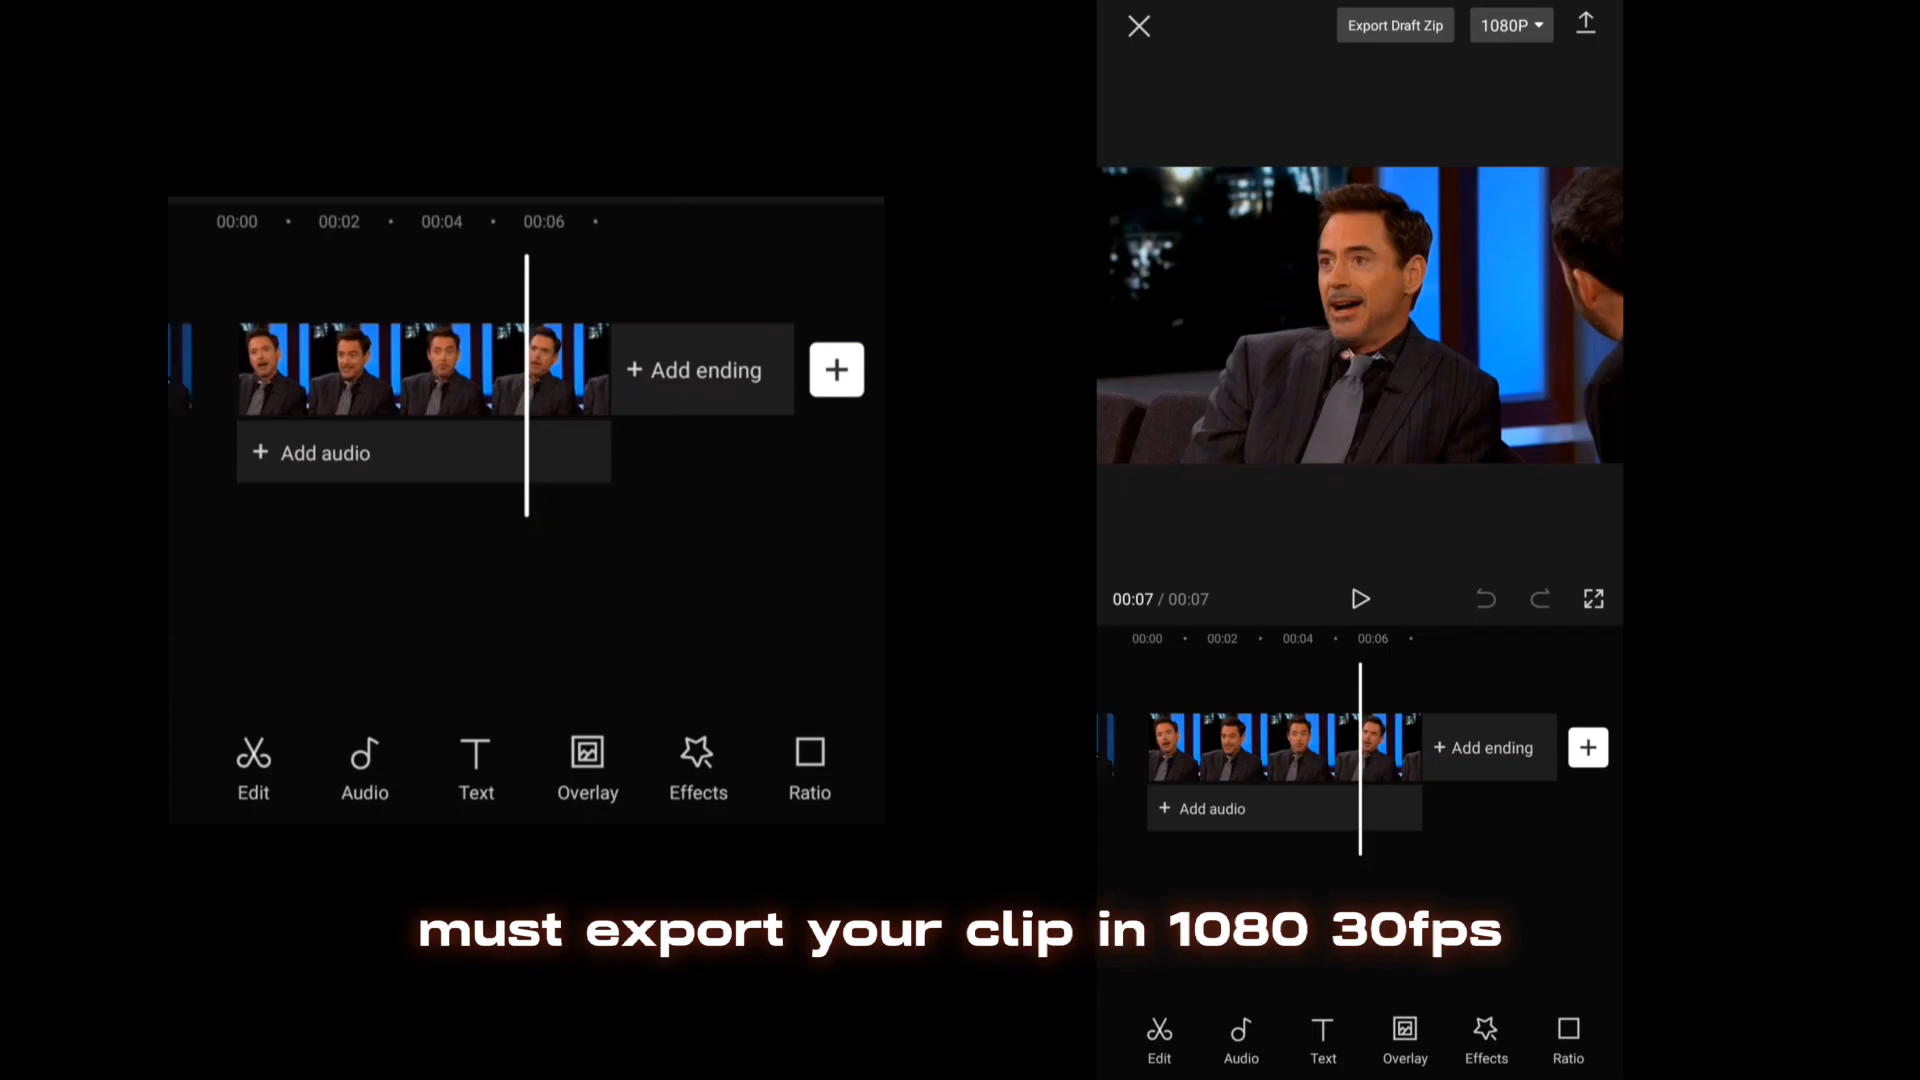 00:00 • 00:02 • 00:04 • 00:06 •
+ Add ending
+
+ Add audio
Edit Audio Text Overlay Effects Ratio
Export Draft Zip 1080P
00:07 / 00:07
00:00 • 00:02 • 00:04 • 00:06 •
+ Add ending
+
+ Add audio
must export your clip in 1080 30fps
Edit Audio Text Overlay Effects Ratio